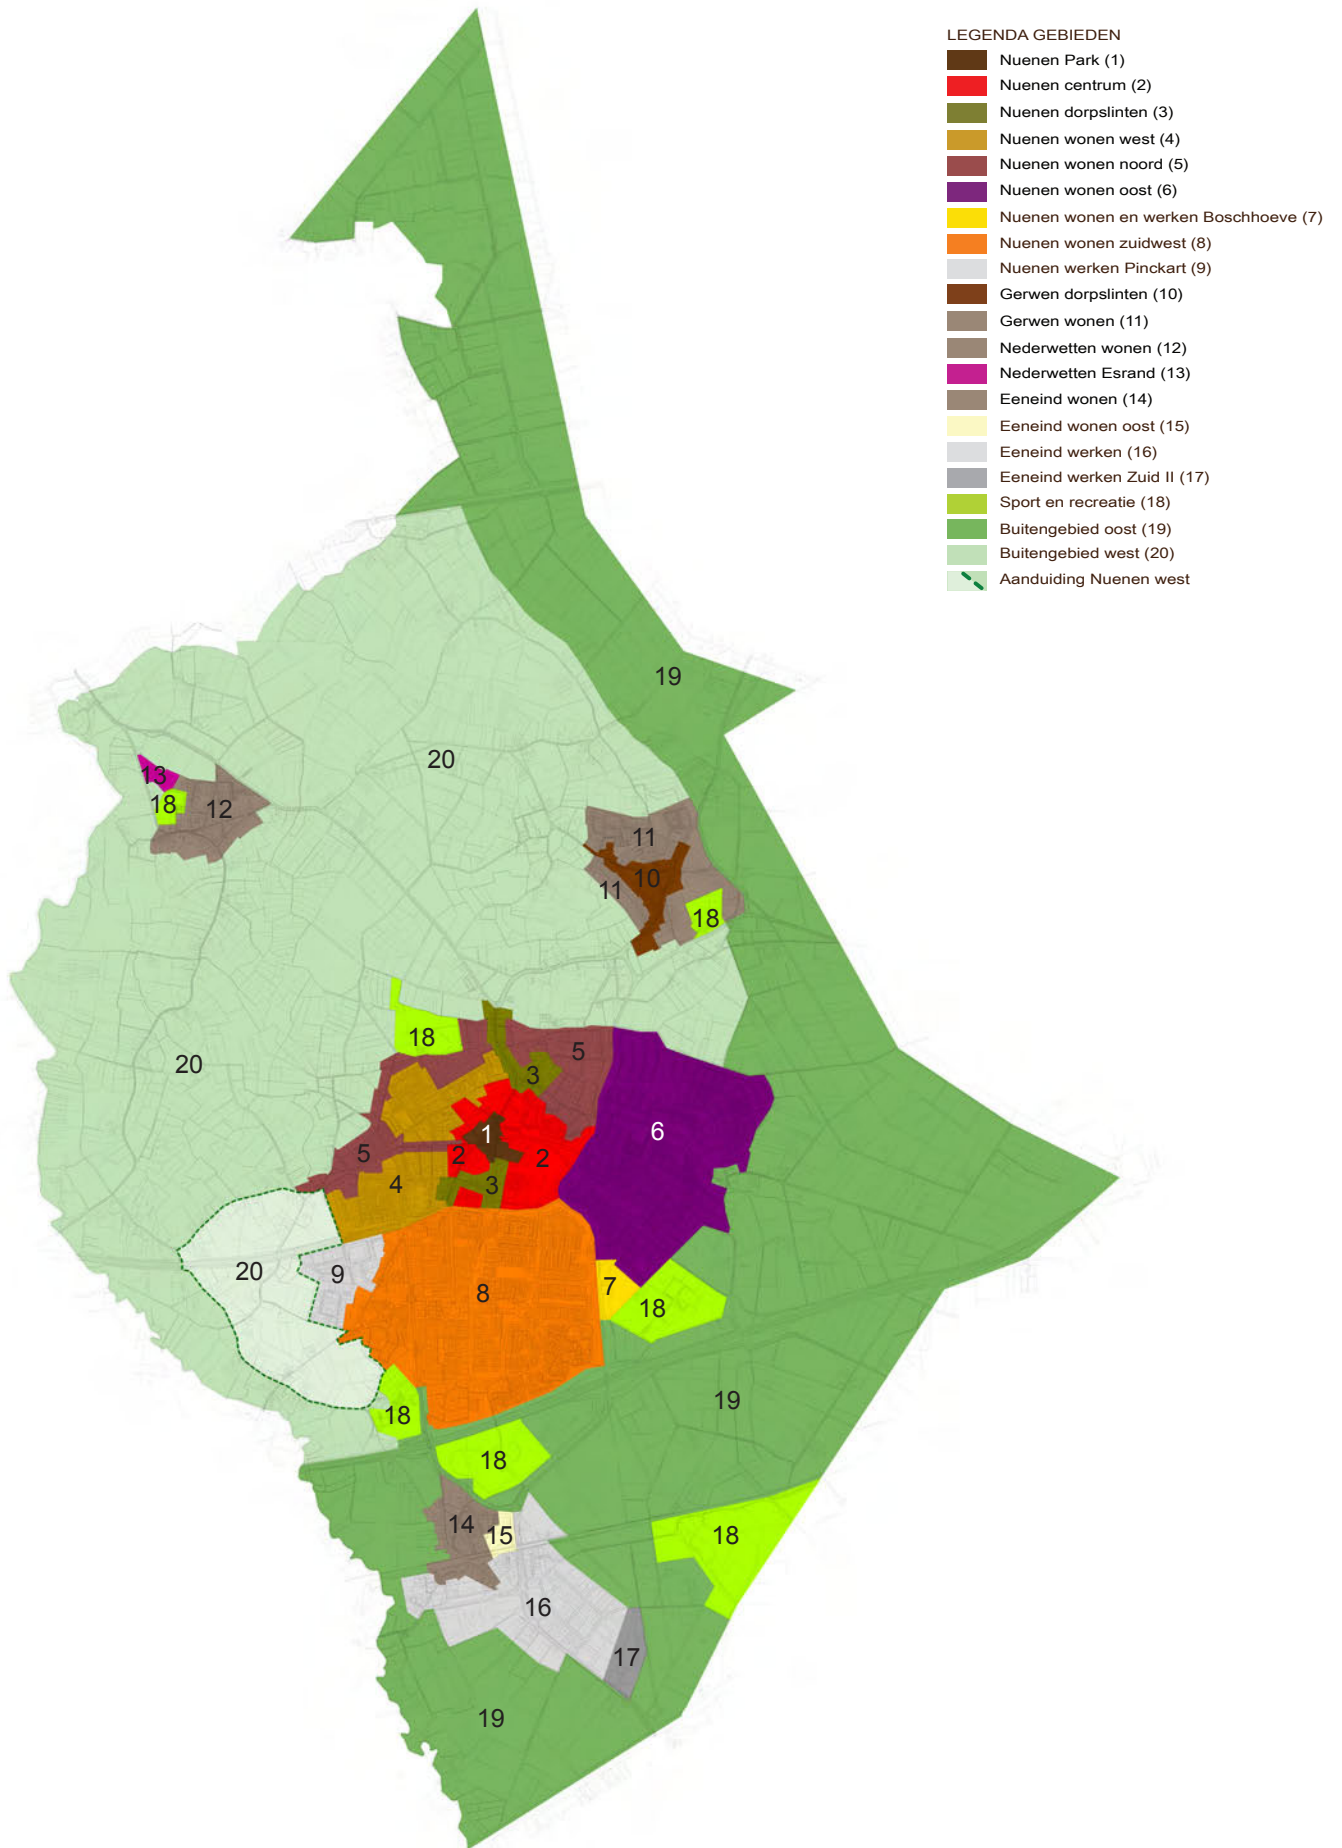 LEGENDA GEBIEDEN
Nuenen Park (1)
Nuenen centrum (2)
Nuenen dorpslinten (3)
Nuenen wonen west (4)
Nuenen wonen noord (5)
Nuenen wonen oost (6)
Nuenen wonen en werken Boschhoeve (7)
Nuenen wonen zuidwest (8)
Nuenen werken Pinckart (9)
Gerwen dorpslinten (10)
Gerwen wonen (11)
Nederwetten wonen (12)
Nederwetten Esrand (13)
Eeneind wonen (14)
Eeneind wonen oost (15)
Eeneind werken (16)
Eeneind werken Zuid II (17)
Sport en recreatie (18)
Buitengebied oost (19)
Buitengebied west (20)
Aanduiding Nuenen west
19
20
13
18
12
11
10
11
18
18
5
20
3
6
1
5
2
2
4
3
20
9
7
8
18
19
18
18
14
15
18
16
17
19